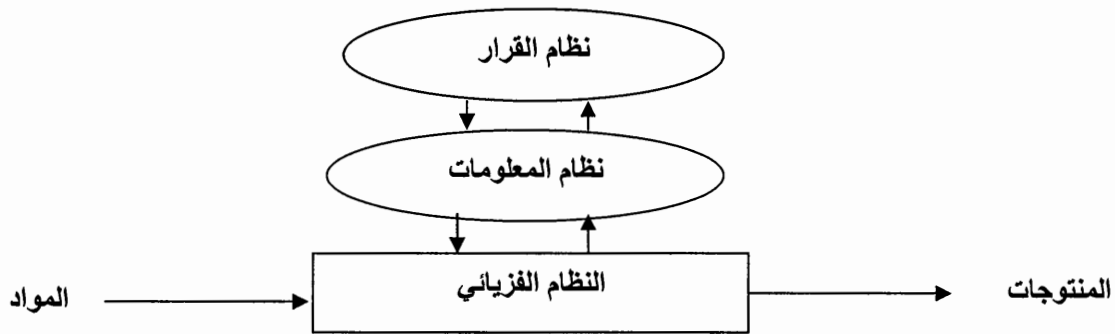 نظام القرار
نظام المعلومات
النظام الفزيائي
المواد
المنتوجات